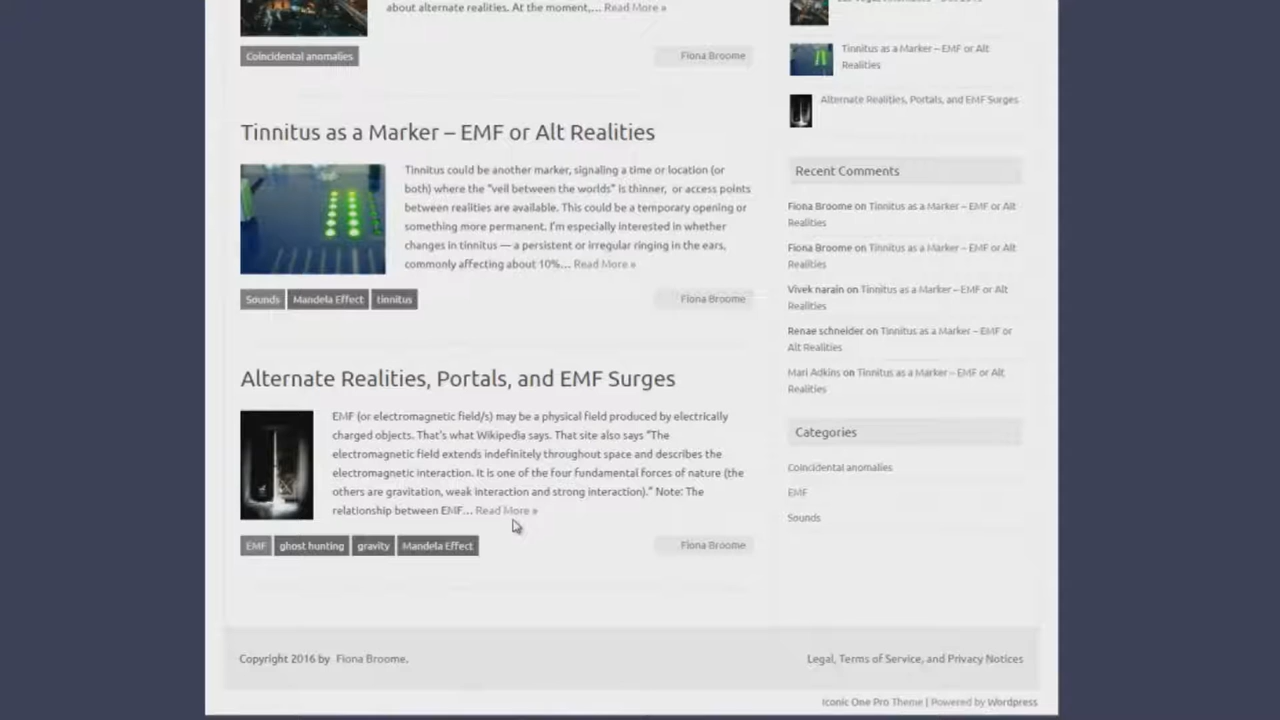 about alternate realities. At the moment,... Read More »
Coincidental anomalies
Fiona Broome
Tinnitus as a Marker – EMF or Alt Realities
Tinnitus could be another marker, signaling a time or location (or
both) where the "veil between the worlds" is thinner, or access points
between realities are available. This could be a temporary opening or
something more permanent. I'm especially interested in whether
changes in tinnitus — a persistent or irregular ringing in the ears,
commonly affecting about 10%... Read More »
Sounds Mandela Effect tinnitus
Fiona Broome
Alternate Realities, Portals, and EMF Surges
EMF (or electromagnetic field/s) may be a physical field produced by electrically
charged objects. That's what Wikipedia says. That site also says "The
electromagnetic field extends indefinitely throughout space and describes the
electromagnetic interaction. It is one of the four fundamental forces of nature (the
others are gravitation, weak interaction and strong interaction)." Note: The
relationship between EMF... Read More »
EMF ghost hunting gravity Mandela Effect
Fiona Broome
Tinnitus as a Marker – EMF or Alt
Realities
Alternate Realities, Portals, and EMF Surges
Recent Comments
Fiona Broome on Tinnitus as a Marker – EMF or Alt
Realities
Fiona Broome on Tinnitus as a Marker – EMF or Alt
Realities
Vivek narain on Tinnitus as a Marker – EMF or Alt
Realities
Renae schneider on Tinnitus as a Marker – EMF or
Alt Realities
Mari Adkins on Tinnitus as a Marker – EMF or Alt
Realities
Categories
Coincidental anomalies
EMF
Sounds
Copyright 2016 by Fiona Broome.
Legal, Terms of Service, and Privacy Notices
Iconic One Pro Theme | Powered by Wordpress